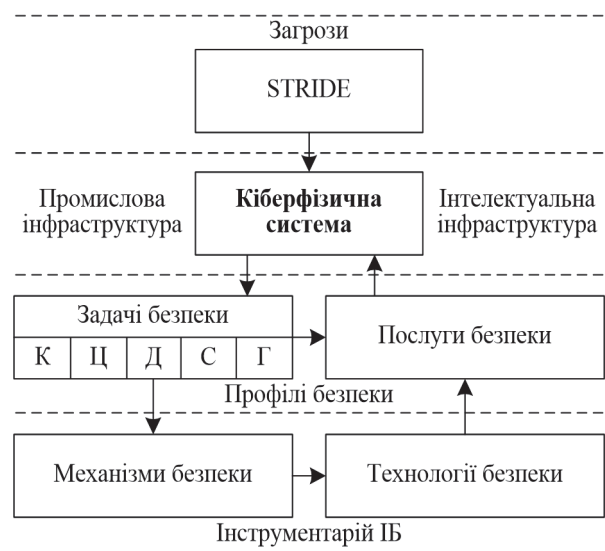 Загрози
STRIDE
Промислова
інфраструктура
Кіберфізична
система
Інтелектуальна
інфраструктура
Задачі безпеки
К Ц Д С Г
Послуги безпеки
Профілі безпеки
Механізми безпеки
Технології безпеки
Інструментарій ІБ